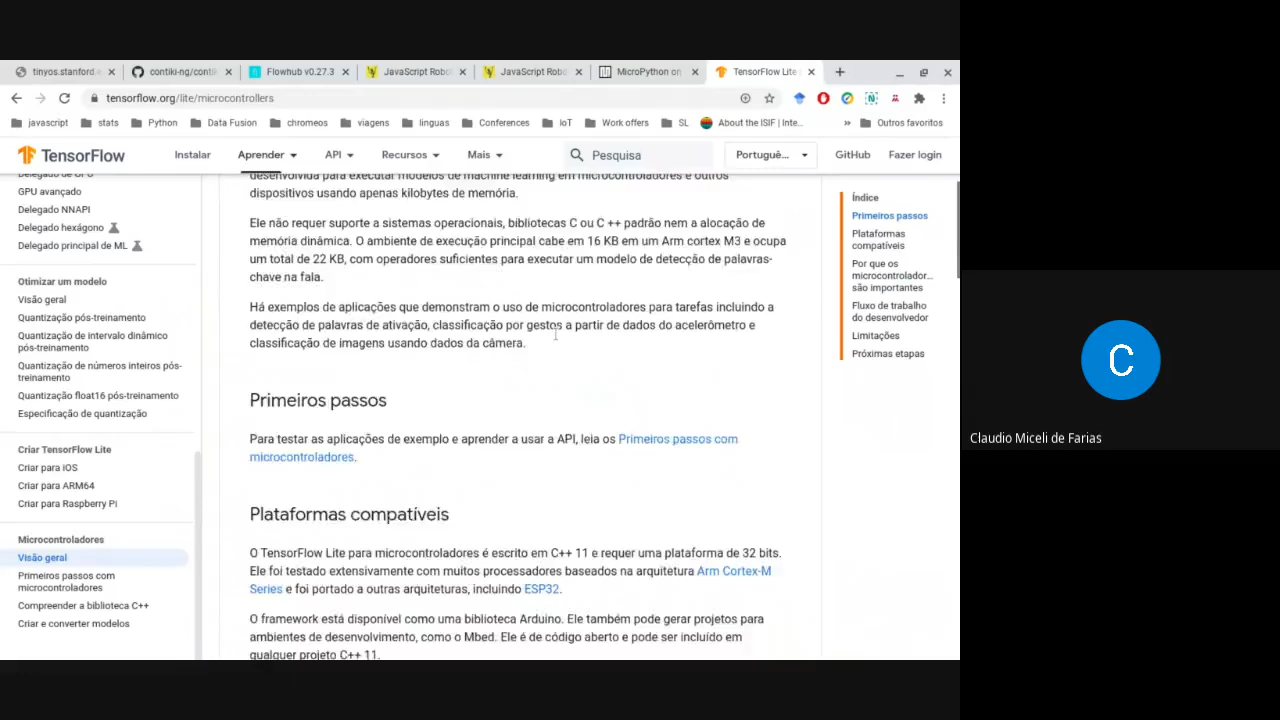 tinyos.stanford.e
contiki-ng/conti
Flowhub v0.27.3
JavaScript Robo
JavaScript Robo
MicroPython on
TensorFlow Lite
tensorflow.org/lite/microcontrollers
javascript
stats
Python
Data Fusion
chromeos
viagens
linguas
Conferences
IoT
Work offers
SL
About the ISIF | Inte...
»
Outros favoritos
TensorFlow
Instalar
Aprender
API
Recursos
Mais
Pesquisa
Portuguê...
GitHub
Fazer login
Delegado de GPU
GPU avançado
Delegado NNAPI
Delegado hexágono
Delegado principal de ML
Otimizar um modelo
Visão geral
Quantização pós-treinamento
Quantização de intervalo dinâmico
pós-treinamento
Quantização de números inteiros pós-
treinamento
Quantização float16 pós-treinamento
Especificação de quantização
Criar TensorFlow Lite
Criar para iOS
Criar para ARM64
Criar para Raspberry Pi
Microcontroladores
Visão geral
Primeiros passos com
microcontroladores
Compreender a biblioteca C++
Criar e converter modelos
desenvolvida para executar modelos de machine learning em microcontroladores e outros
dispositivos usando apenas kilobytes de memória.
Ele não requer suporte a sistemas operacionais, bibliotecas C ou C ++ padrão nem a alocação de
memória dinâmica. O ambiente de execução principal cabe em 16 KB em um Arm cortex M3 e ocupa
um total de 22 KB, com operadores suficientes para executar um modelo de detecção de palavras-
chave na fala.
Há exemplos de aplicações que demonstram o uso de microcontroladores para tarefas incluindo a
detecção de palavras de ativação, classificação por gestos a partir de dados do acelerômetro e
classificação de imagens usando dados da câmera.
Primeiros passos
Para testar as aplicações de exemplo e aprender a usar a API, leia os Primeiros passos com
microcontroladores.
Plataformas compatíveis
O TensorFlow Lite para microcontroladores é escrito em C++ 11 e requer uma plataforma de 32 bits.
Ele foi testado extensivamente com muitos processadores baseados na arquitetura Arm Cortex-M
Series e foi portado a outras arquiteturas, incluindo ESP32.
O framework está disponível como uma biblioteca Arduino. Ele também pode gerar projetos para
ambientes de desenvolvimento, como o Mbed. Ele é de código aberto e pode ser incluído em
qualquer projeto C++ 11.
Índice
Primeiros passos
Plataformas
compatíveis
Por que os
microcontrolador...
são importantes
Fluxo de trabalho
do desenvolvedor
Limitações
Próximas etapas
C
Claudio Miceli de Farias